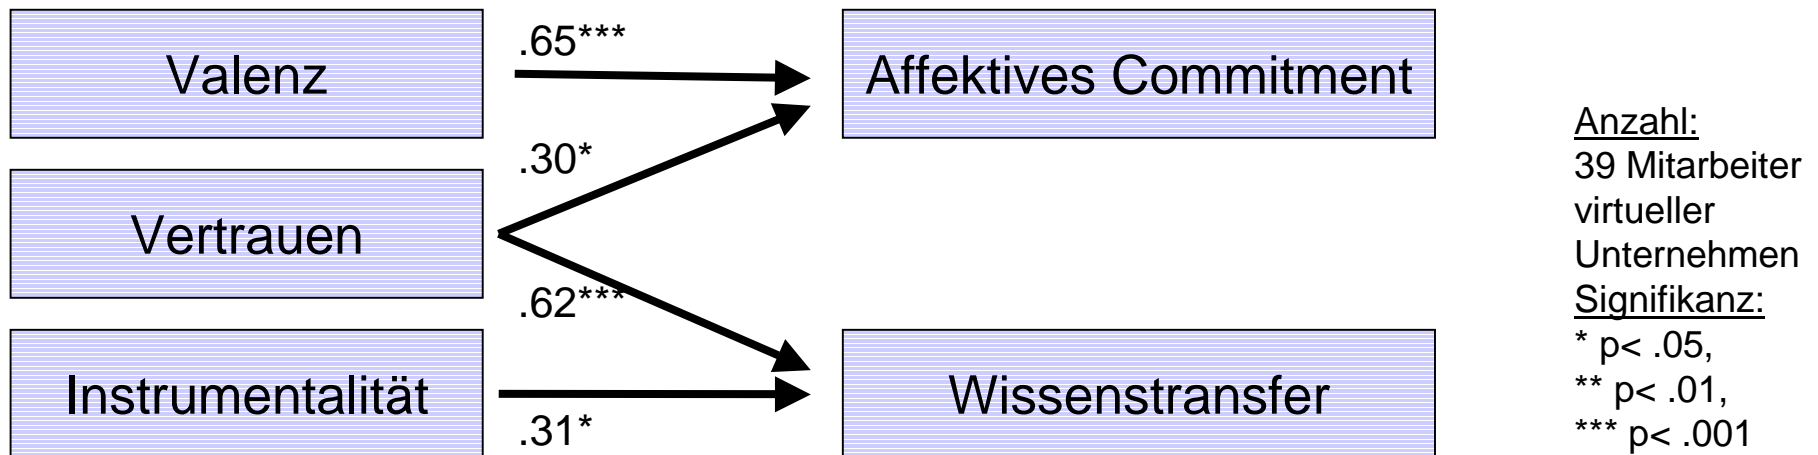 Valenz
.65***
Affektives Commitment
.30*
Vertrauen
.62***
Instrumentalität
.31*
Wissenstransfer
Anzahl:
39 Mitarbeiter
virtueller
Unternehmen
Signifikanz:
* p< .05,
** p< .01,
*** p< .001